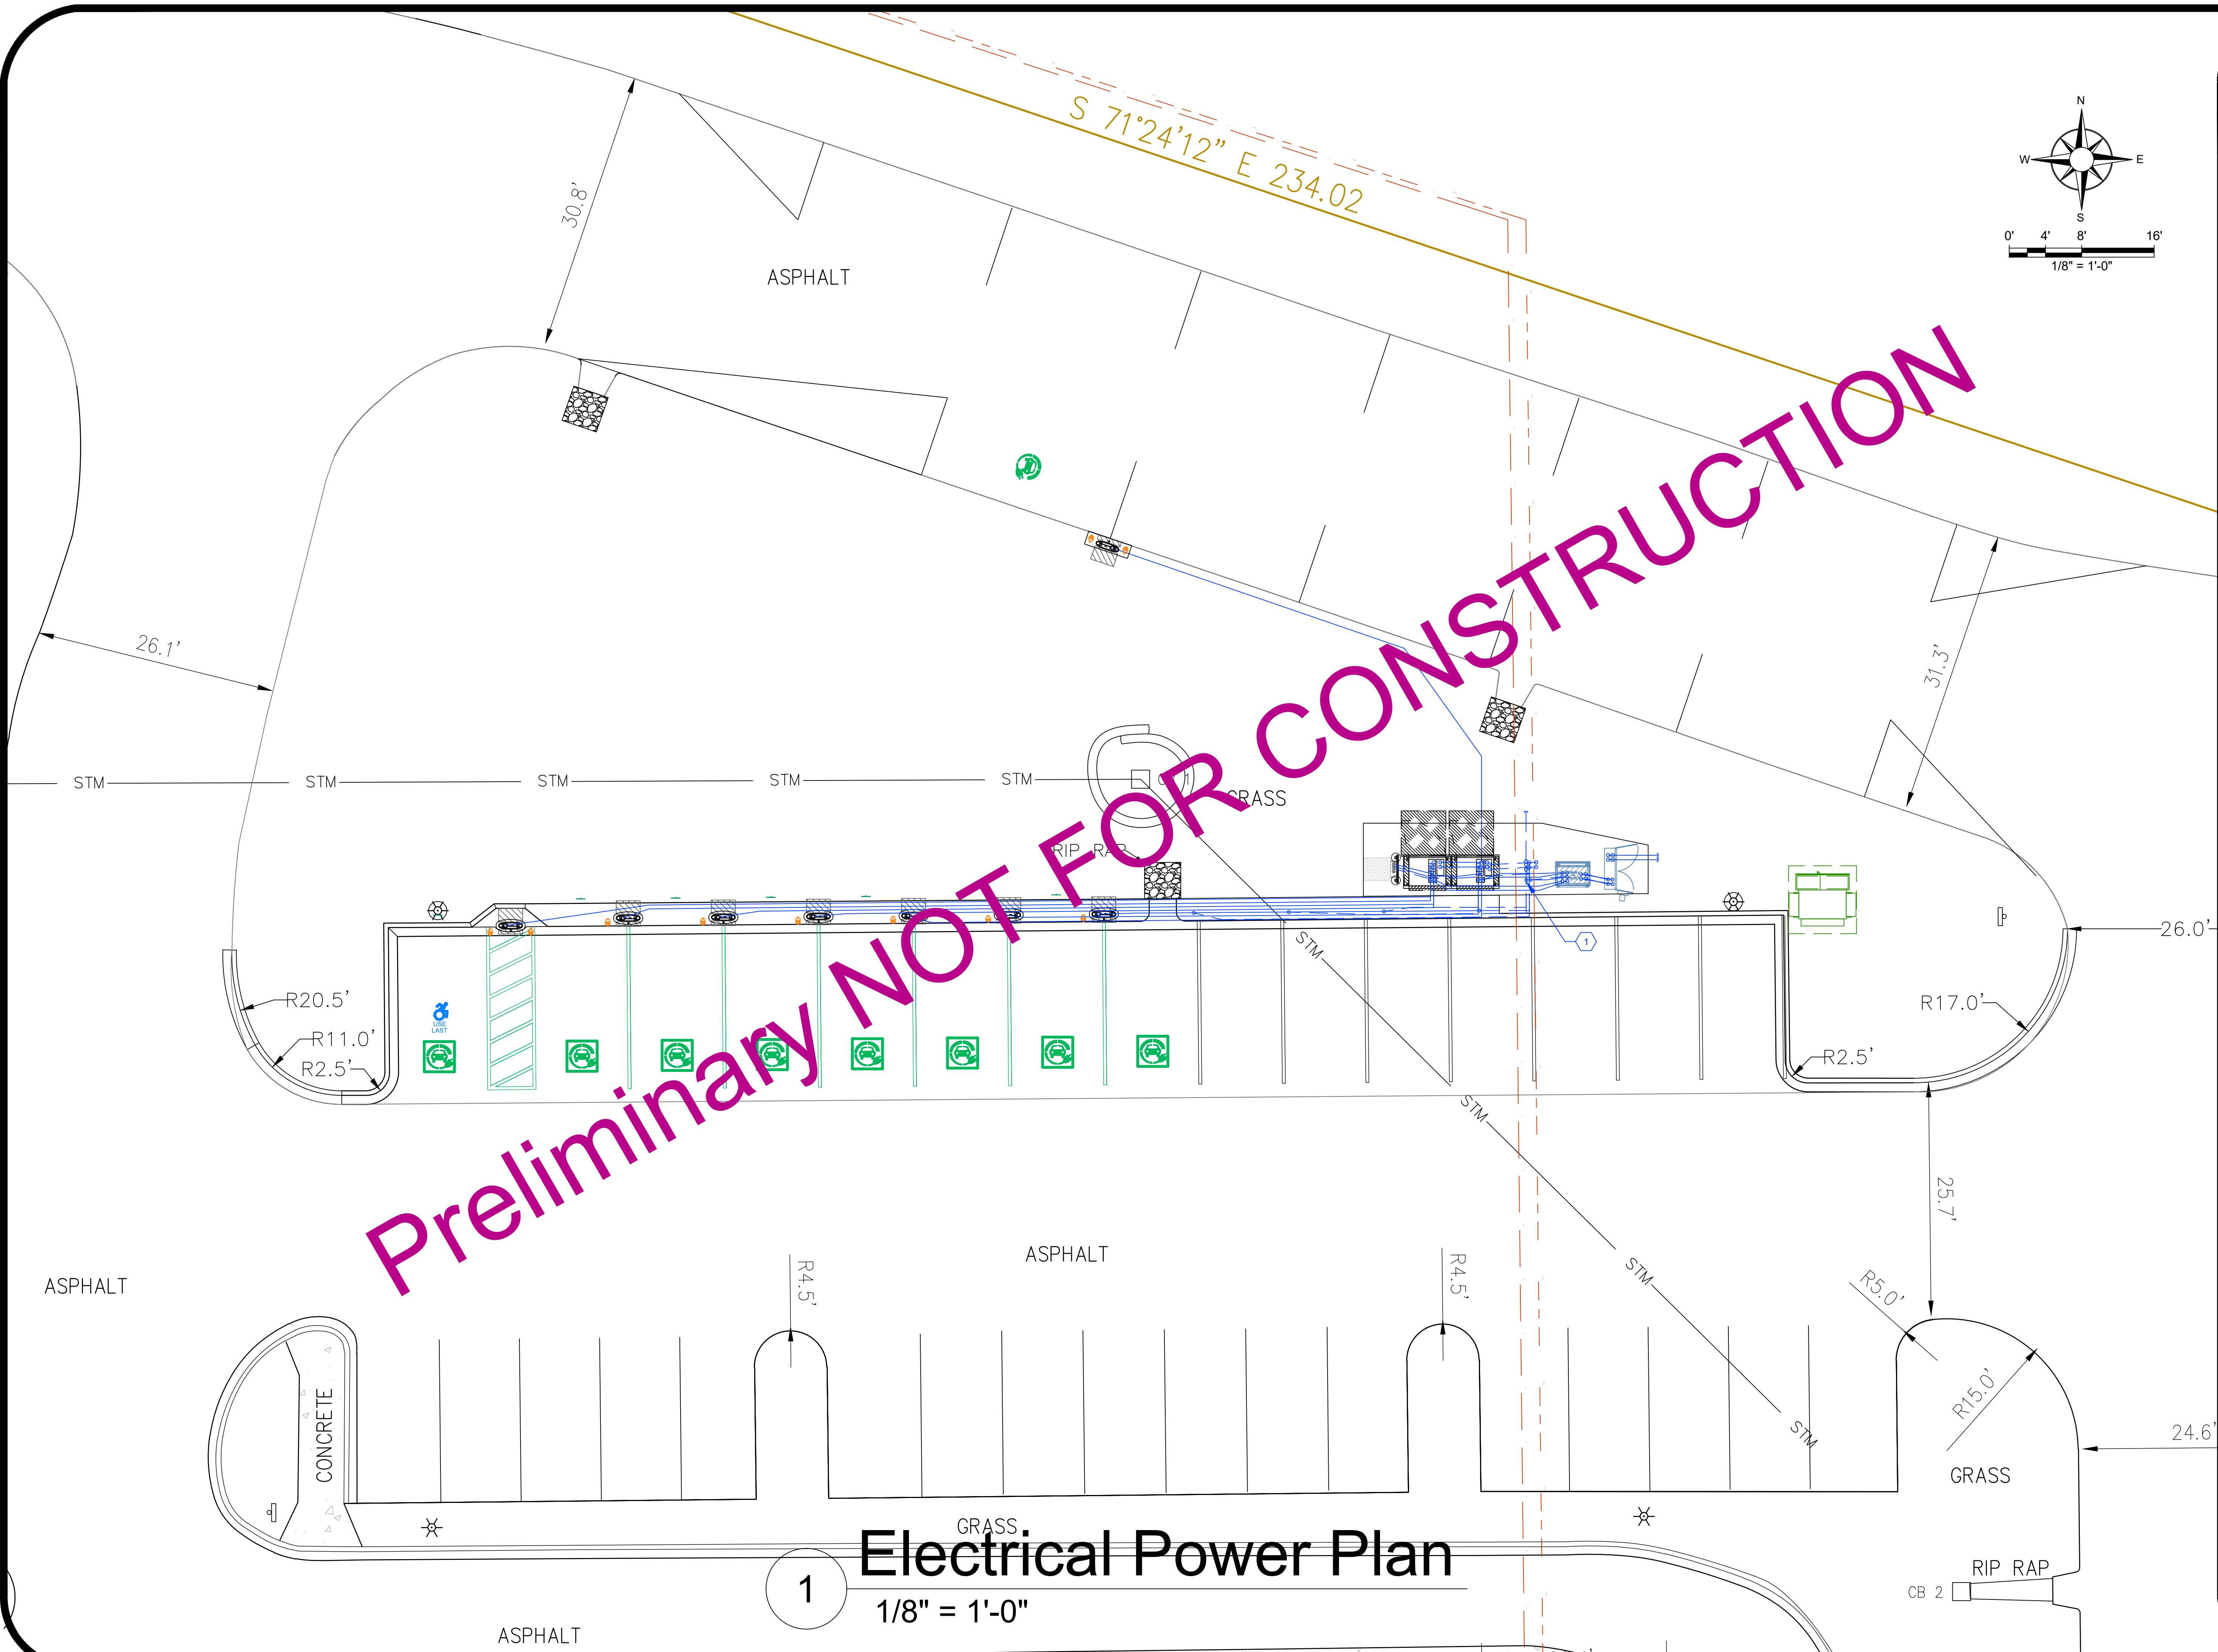 S 71°24'12" E 234.02
N
W
E
S
0' 4' 8' 16'
1/8" = 1'-0"
30.8'
ASPHALT
26.1'
31.3'
STM
STM
STM
STM
STM
GRASS
RIP RAP
1
STM
26.0'
R20.5'
R11.0'
R2.5'
USE
LAST
R17.0'
R2.5'
Preliminary NOT FOR CONSTRUCTION
STM
25.7'
ASPHALT
ASPHALT
R4.5'
R4.5'
STM
R5.0'
R15.0'
STM
24.6'
CONCRETE
GRASS
GRASS
1
Electrical Power Plan
1/8" = 1'-0"
RIP RAP
CB 2
ASPHALT